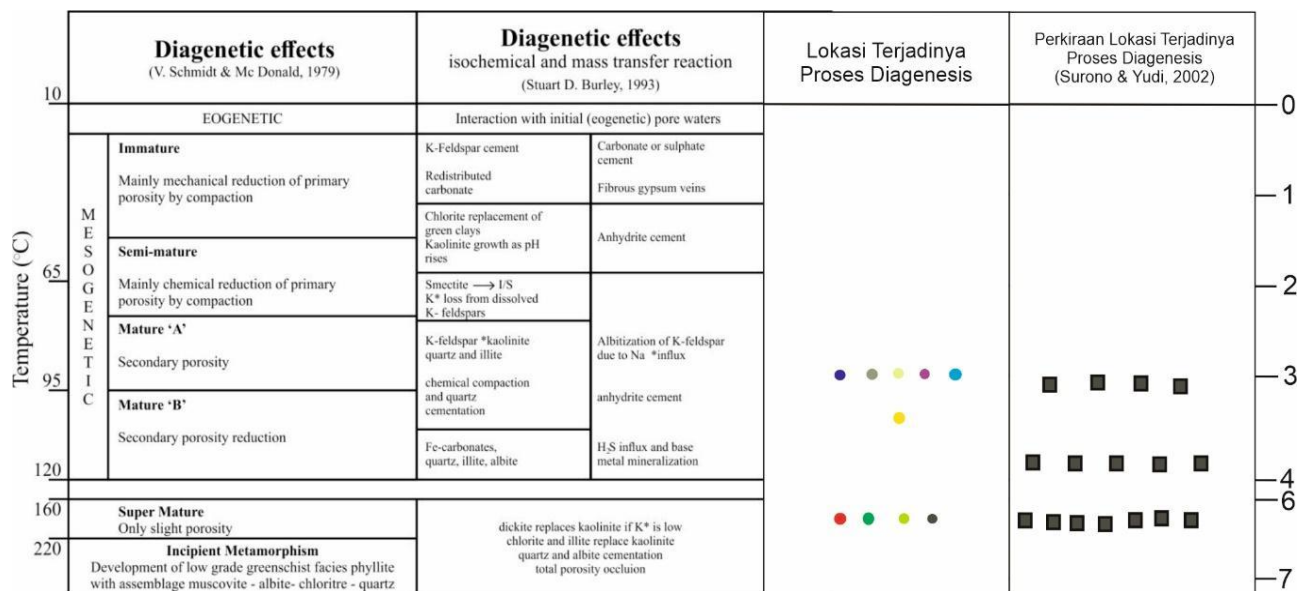 Diagenetic effects
(V. Schmidt & Mc Donald, 1979)
Diagenetic effects
isochemical and mass transfer reaction
(Stuart D. Burley, 1993)
Lokasi Terjadinya
Proses Diagenesis
Perkiraan Lokasi Terjadinya
Proses Diagenesis
(Surono & Yudi, 2002)
Temperature (°C)
10
65
95
120
160
220
EOGENETIC
Interaction with initial (eogenetic) pore waters
MESOGENETIC
Immature
Mainly mechanical reduction of primary
porosity by compaction
Semi-mature
Mainly chemical reduction of primary
porosity by compaction
Mature ‘A’
Secondary porosity
Mature ‘B’
Secondary porosity reduction
Super Mature
Only slight porosity
Incipient Metamorphism
Development of low grade greenschist facies phyllite
with assemblage muscovite - albite- chloritre - quartz
K-Feldspar cement
Redistributed
carbonate
Chlorite replacement of
green clays
Kaolinite growth as pH
rises
Smectite → I/S
K* loss from dissolved
K- feldspars
K-feldspar *kaolinite
quartz and illite
chemical compaction
and quartz
cementation
Fe-carbonates,
quartz, illite, albite
Carbonate or sulphate
cement
Fibrous gypsum veins
Anhydrite cement
Albitization of K-feldspar
due to Na *influx
anhydrite cement
H₂S influx and base
metal mineralization
dickite replaces kaolinite if K* is low
chlorite and illite replace kaolinite
quartz and albite cementation
total porosity occluion
0
1
2
3
4
6
7